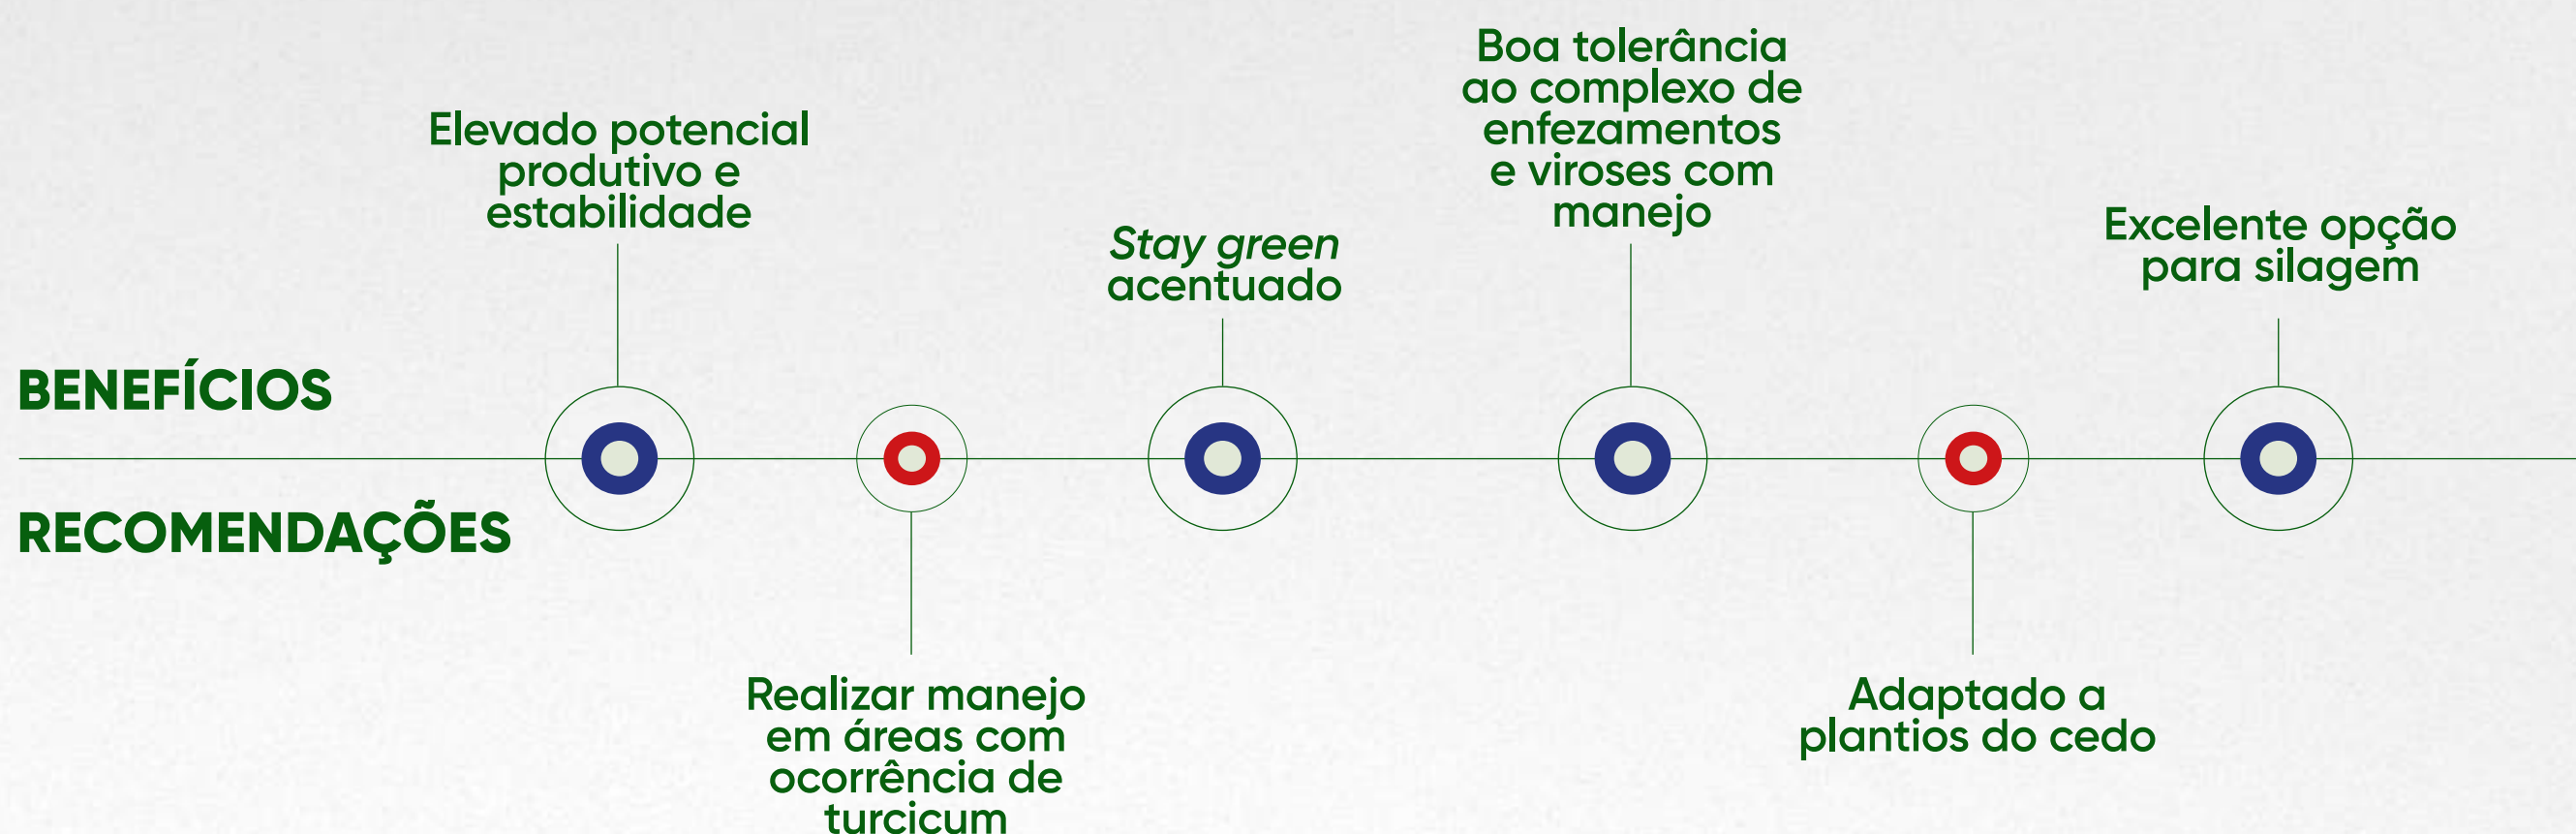 BENEFÍCIOS
Elevado potencial
produtivo e
estabilidade
Stay green
acentuado
Boa tolerância
ao complexo de
enfezamentos
e viroses com
manejo
Excelente opção
para silagem
RECOMENDAÇÕES
Realizar manejo
em áreas com
ocorrência de
turcicum
Adaptado a
plantios do cedo